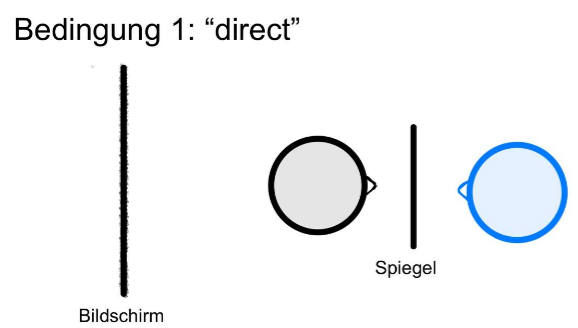 Bedingung 1: “direct”
Spiegel
Bildschirm